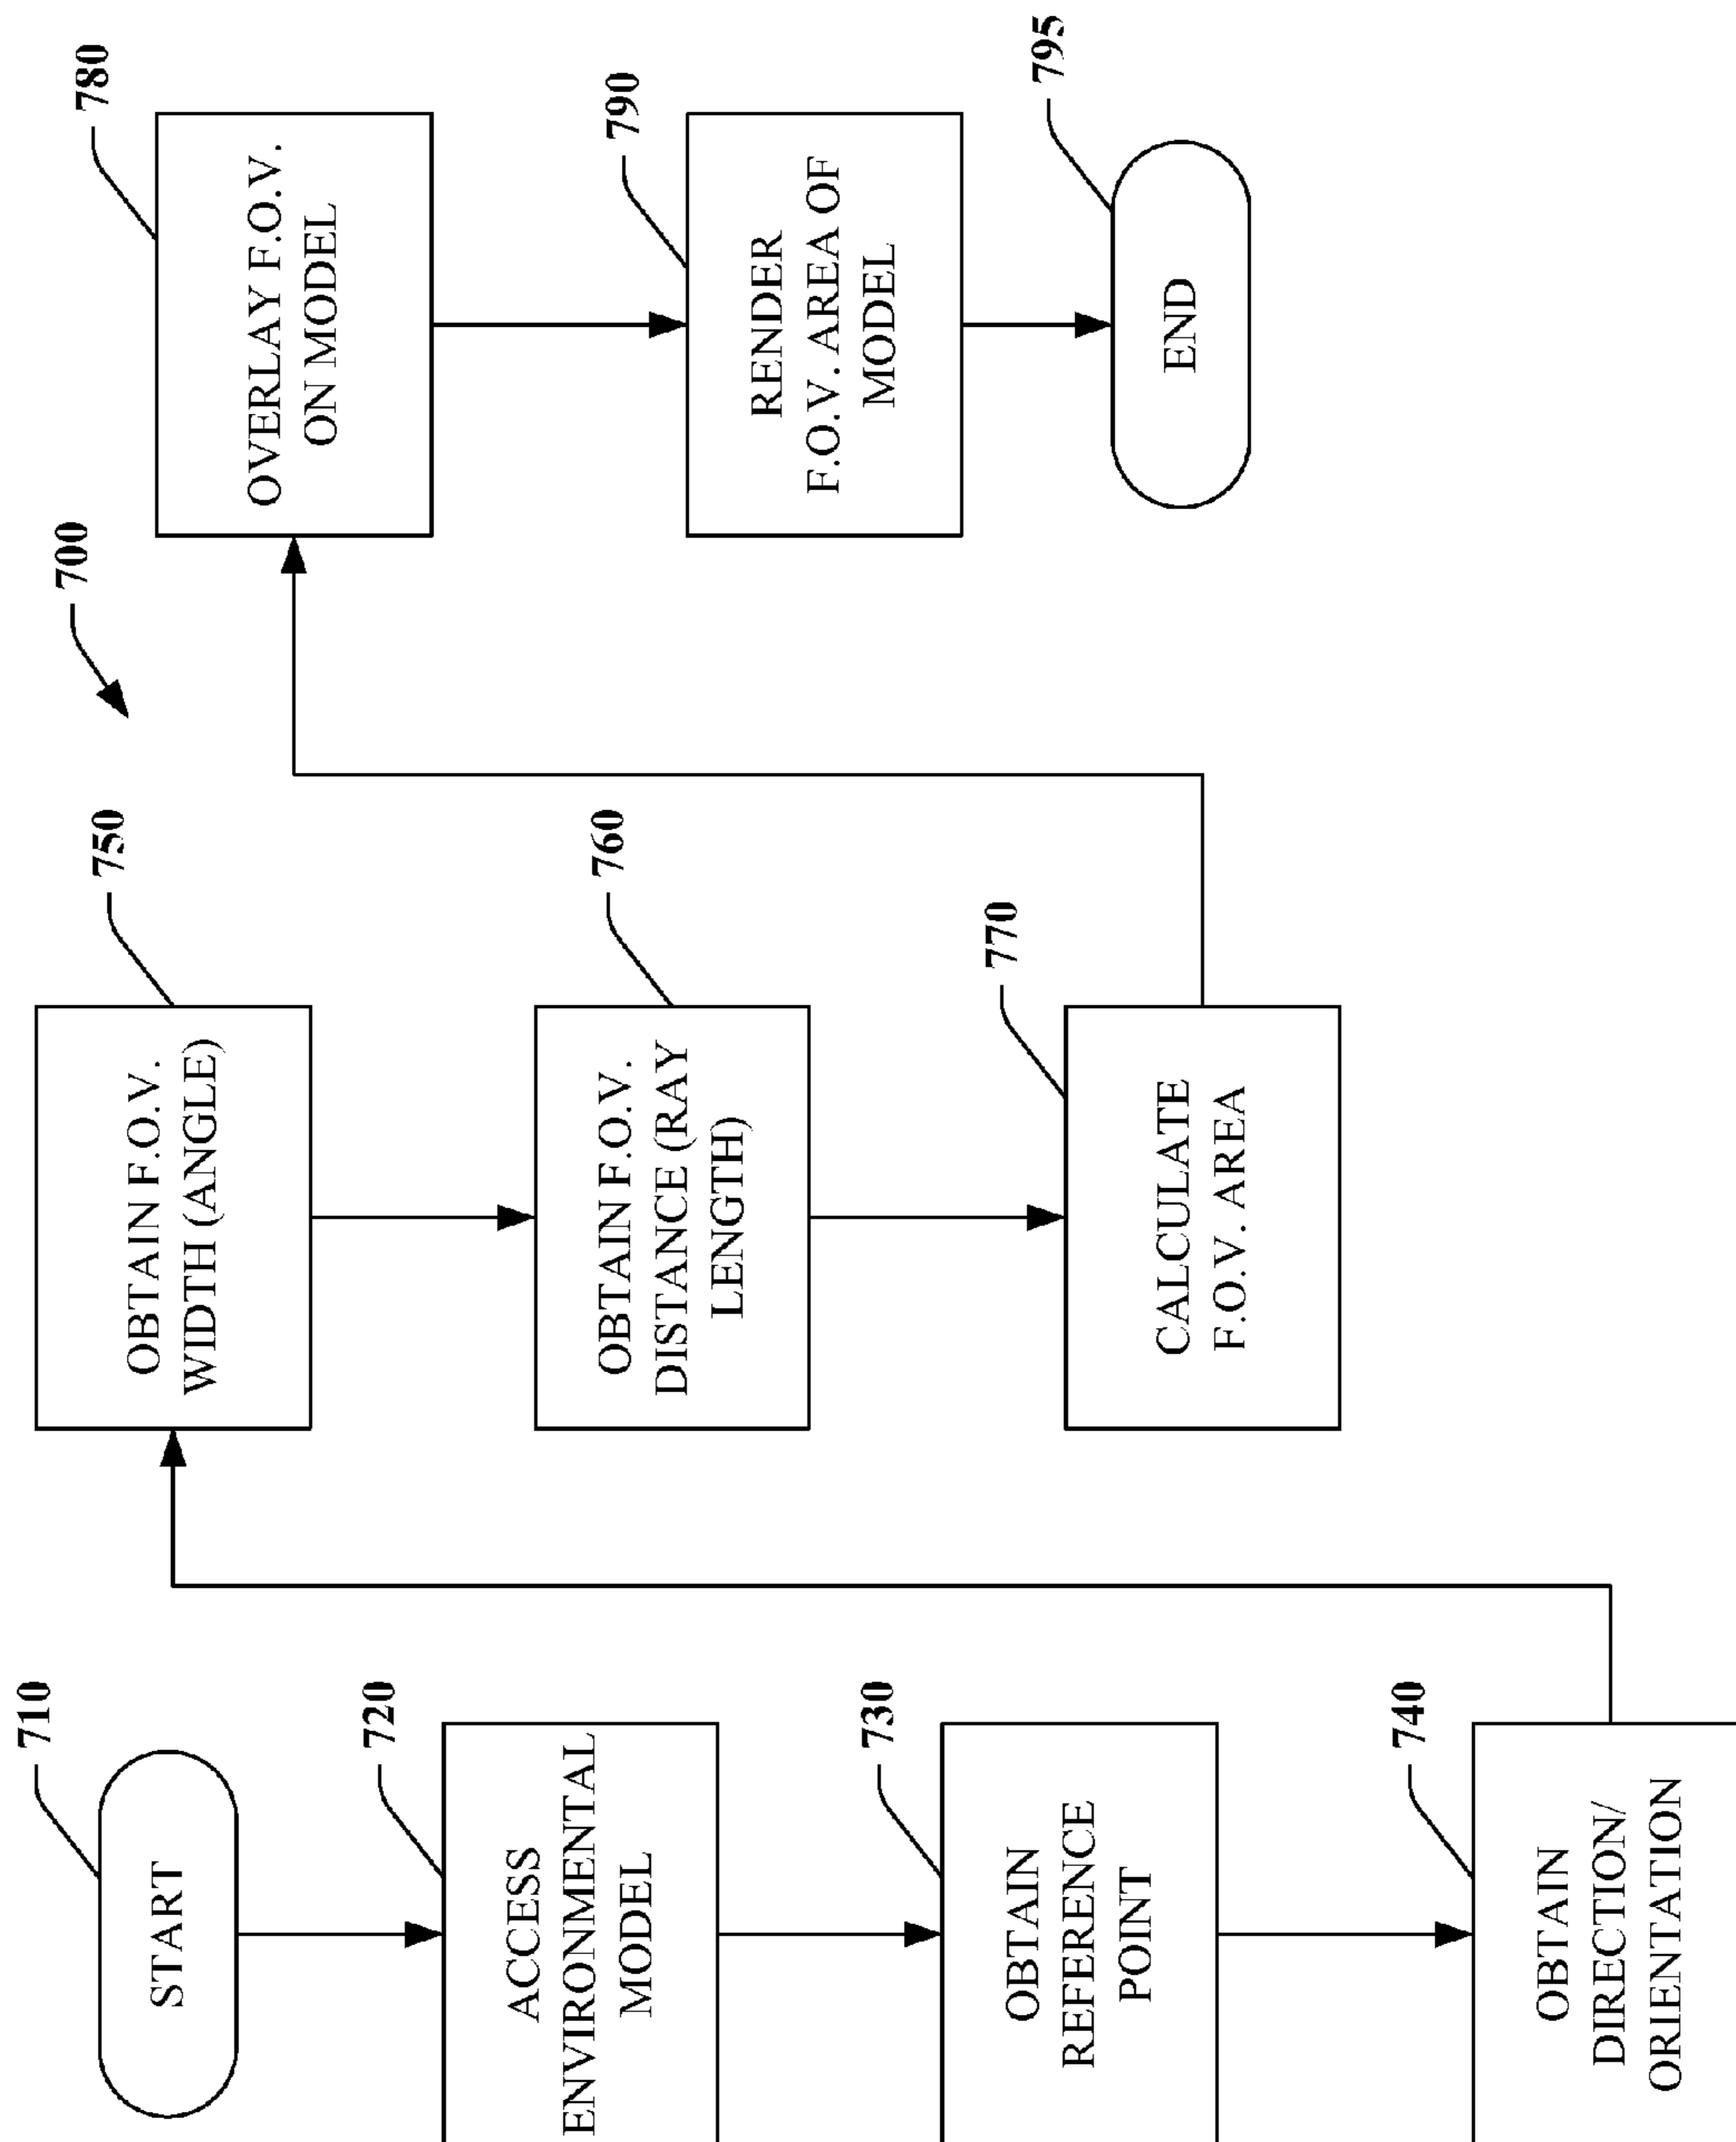 700
710
START
720
ACCESS
ENVIRONMENTAL
MODEL
730
OBTAIN
REFERENCE
POINT
740
OBTAIN
DIRECTION/
ORIENTATION
750
OBTAIN F.O.V.
WIDTH (ANGLE)
760
OBTAIN F.O.V.
DISTANCE (RAY
LENGTH)
770
CALCULATE
F.O.V. AREA
780
OVERLAY F.O.V.
ON MODEL
790
RENDER
F.O.V. AREA OF
MODEL
795
END